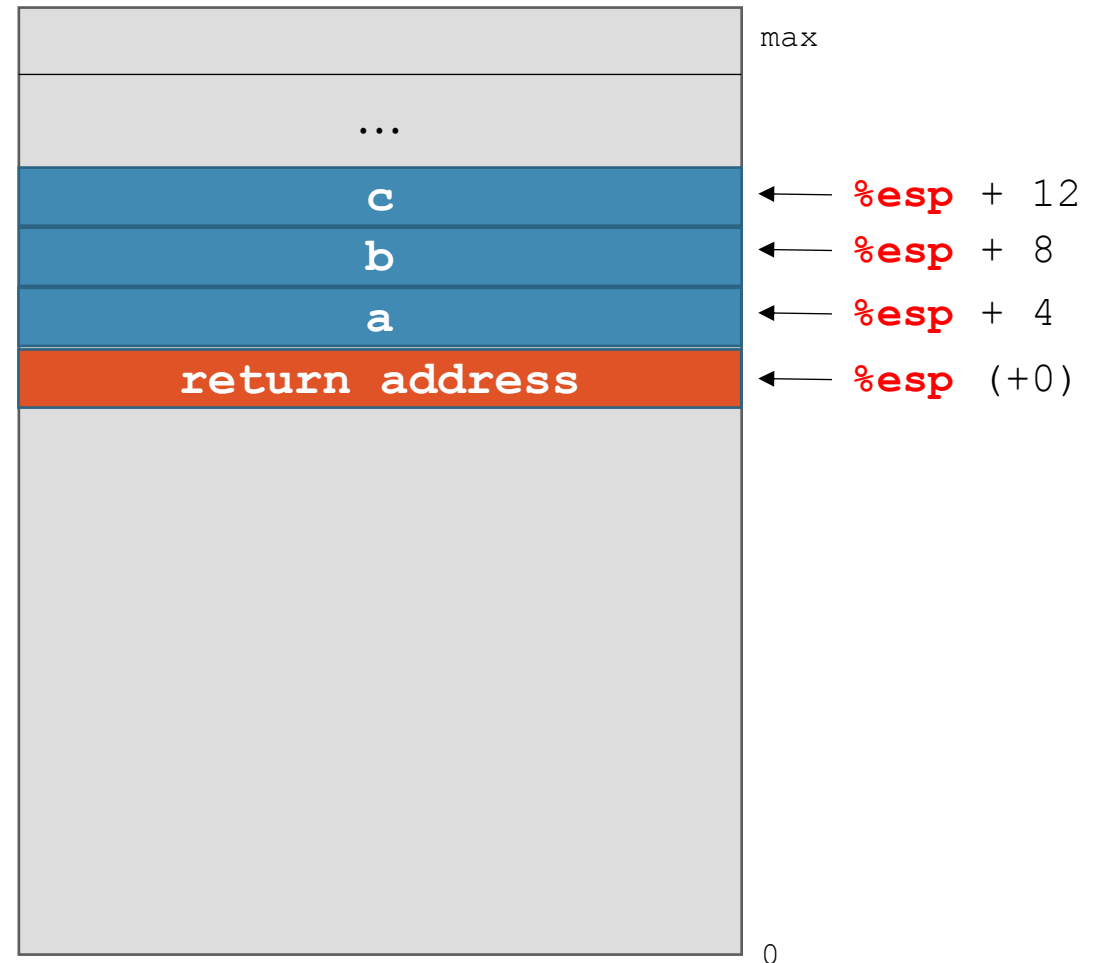 max
...
c ← %esp + 12
b ← %esp + 8
a ← %esp + 4
return address ← %esp (+0)
0